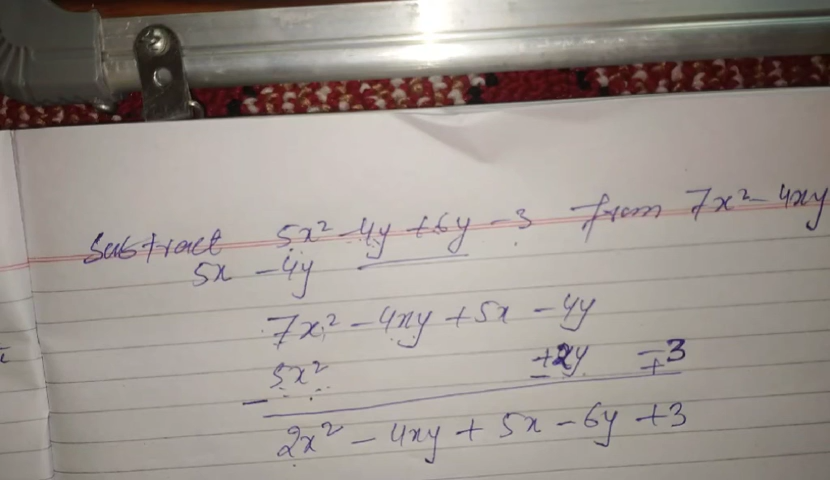 Subtract 5x² - 4y + 6y - 3 from 7x² - 4xy
5x - 4y
7x² - 4xy + 5x - 4y
5x² + 2y - 3
- - +
2x² - 4xy + 5x - 6y + 3